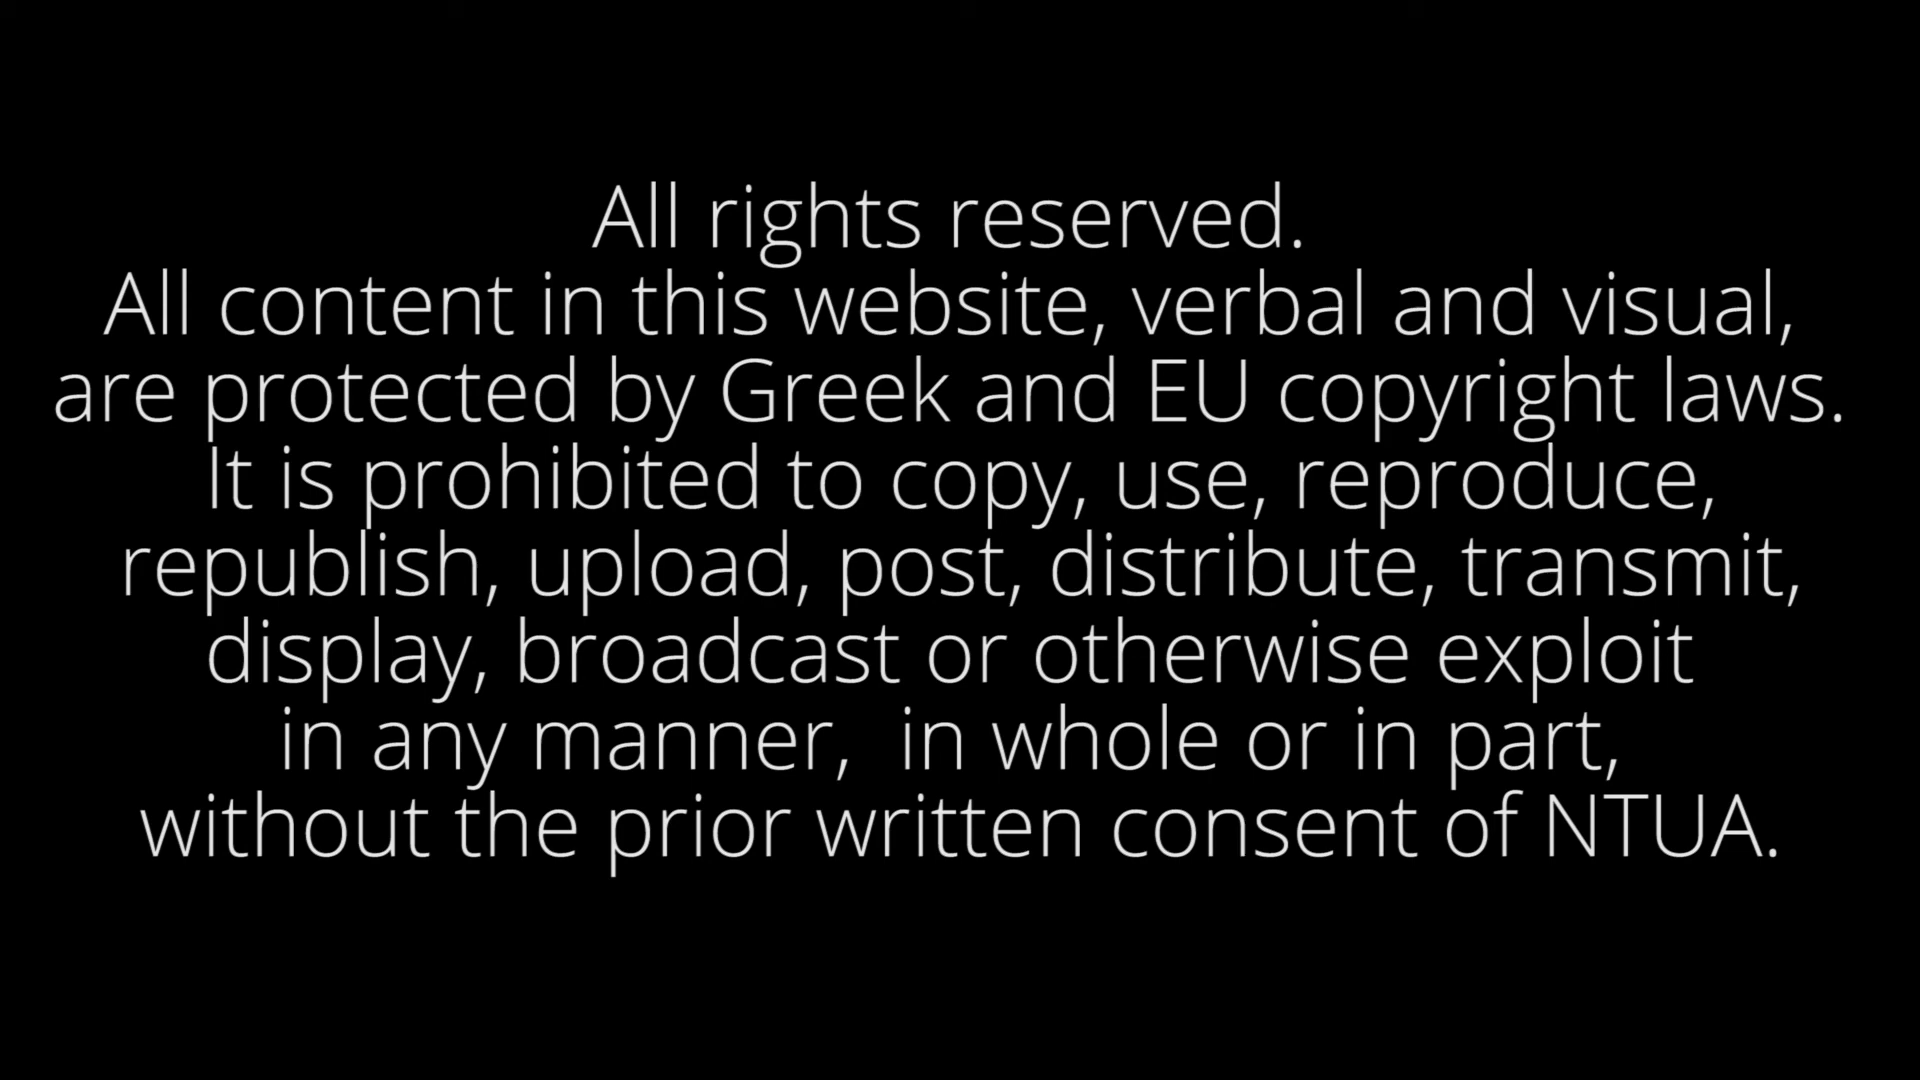 All rights reserved.
All content in this website, verbal and visual,
are protected by Greek and EU copyright laws.
It is prohibited to copy, use, reproduce,
republish, upload, post, distribute, transmit,
display, broadcast or otherwise exploit
in any manner,  in whole or in part,
without the prior written consent of NTUA.